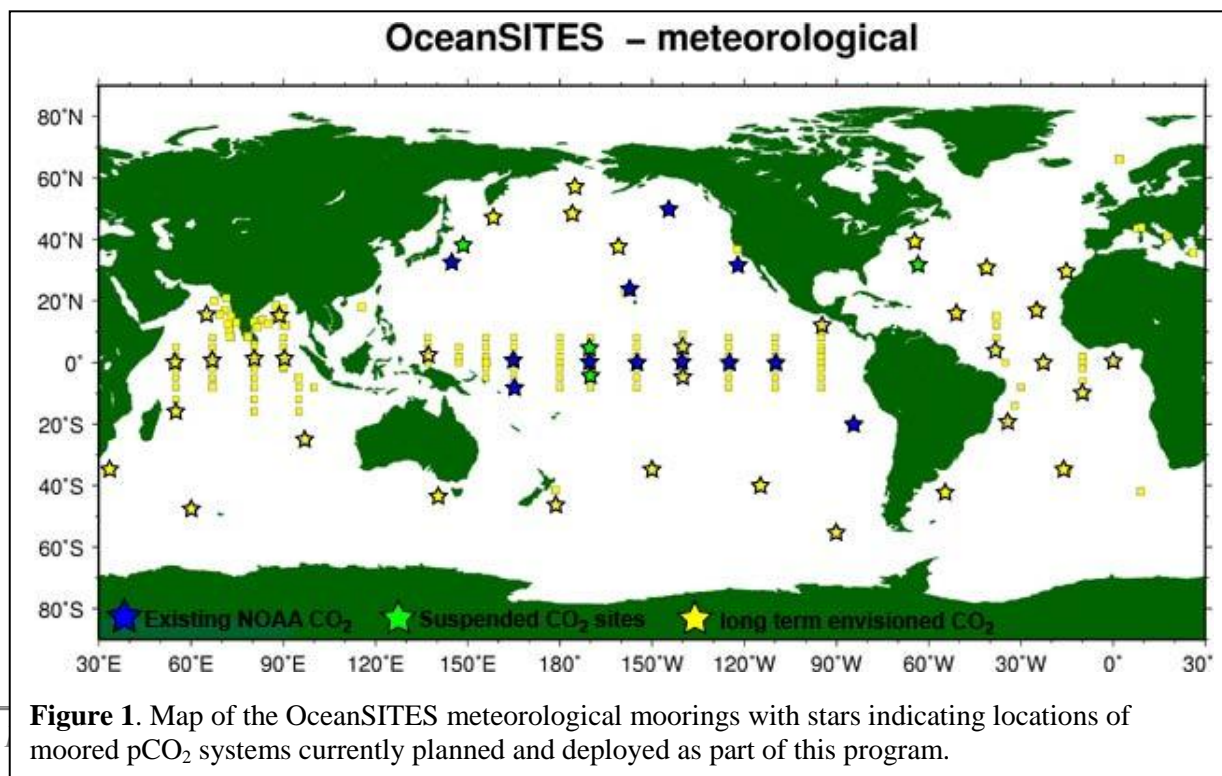 OceanSITES – meteorological
80°N
60°N
40°N
20°N
0°
20°S
40°S
60°S
80°S
Existing NOAA CO₂
Suspended CO₂ sites
long term envisioned CO₂
30°E 60°E 90°E 120°E 150°E 180° 150°W 120°W 90°W 60°W 30°W 0° 30°
Figure 1. Map of the OceanSITES meteorological moorings with stars indicating locations of
moored pCO₂ systems currently planned and deployed as part of this program.